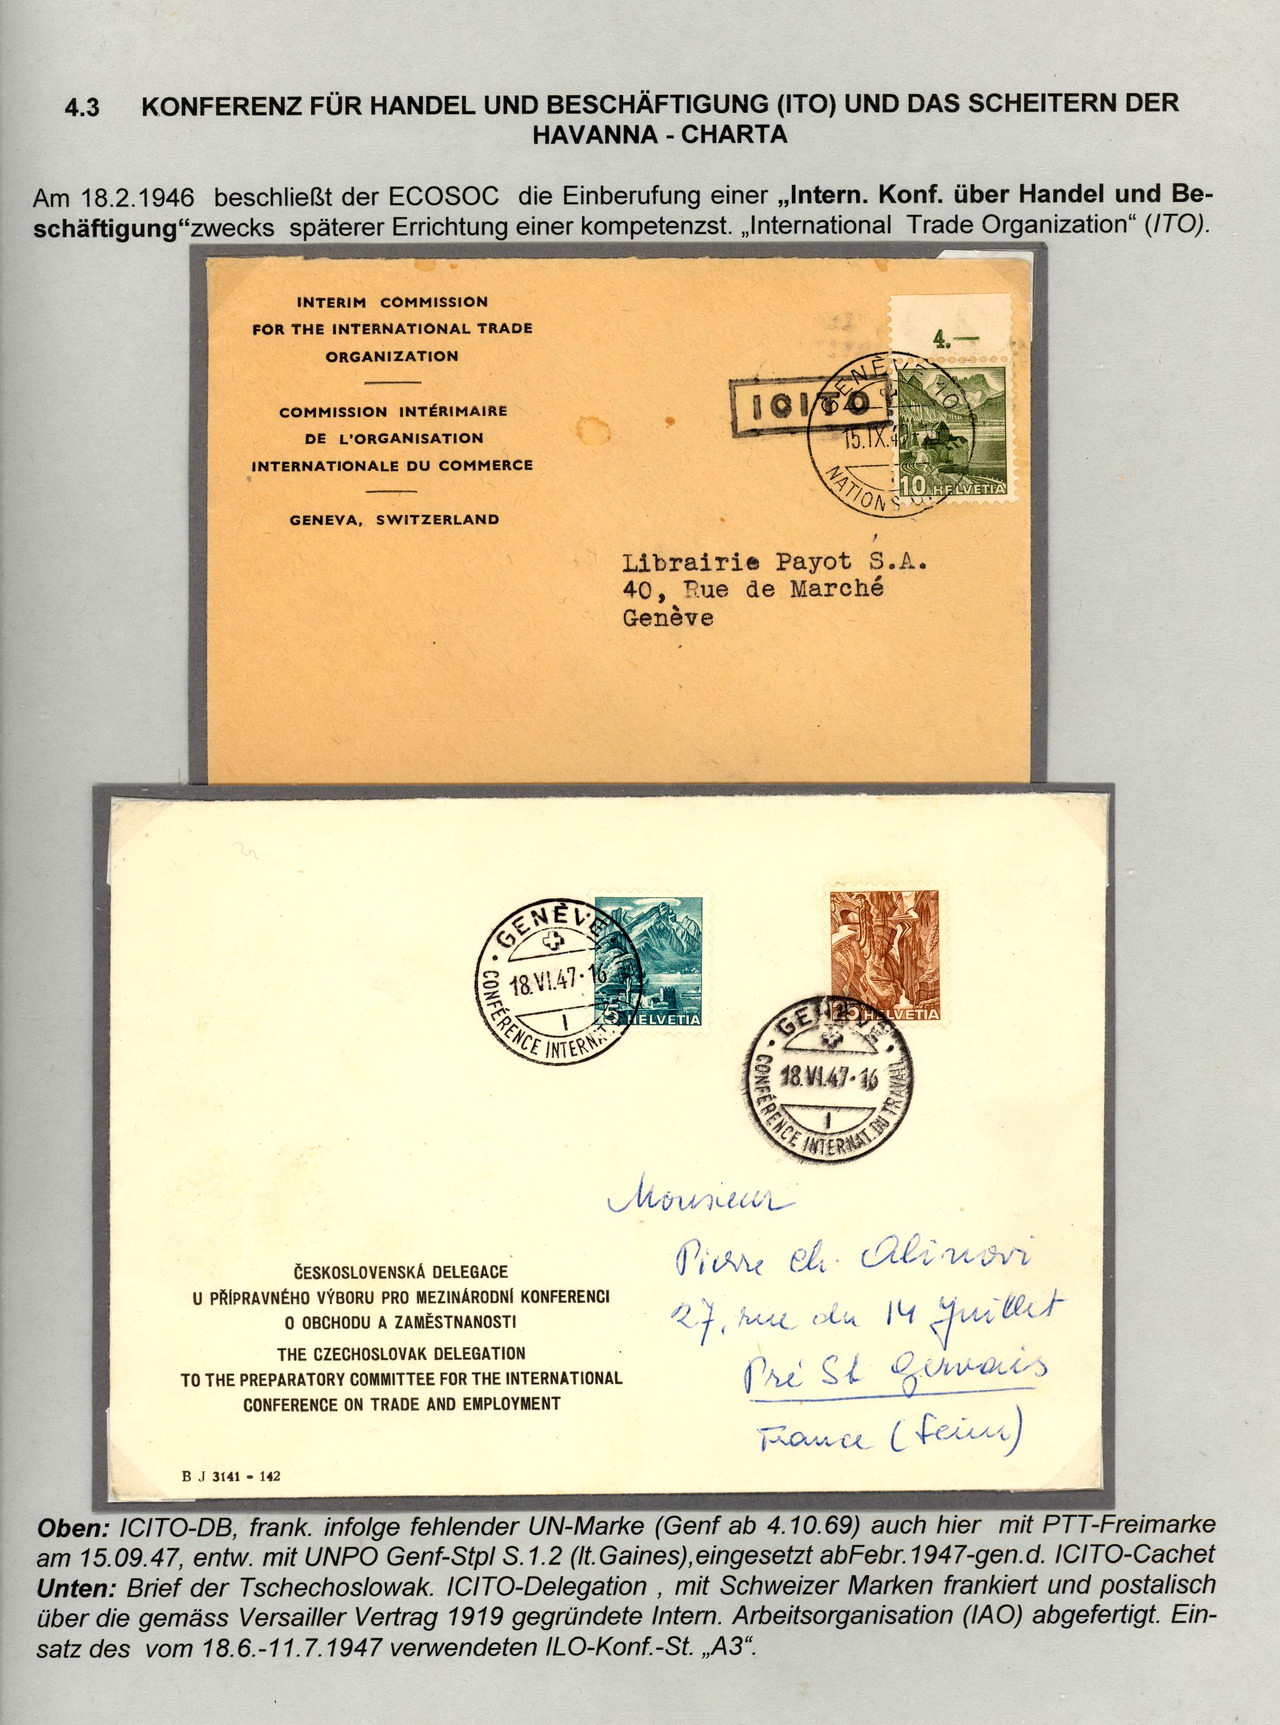 4.3 KONFERENZ FÜR HANDEL UND BESCHÄFTIGUNG (ITO) UND DAS SCHEITERN DER
HAVANNA - CHARTA
Am 18.2.1946 beschließt der ECOSOC die Einberufung einer „Intern. Konf. über Handel und Be-
schäftigung“zwecks späterer Errichtung einer kompetenzst. „International Trade Organization“ (ITO).
INTERIM COMMISSION
FOR THE INTERNATIONAL TRADE
ORGANIZATION
COMMISSION INTÉRIMAIRE
DE L'ORGANISATION
INTERNATIONALE DU COMMERCE
GENEVA, SWITZERLAND
4.—
ICITO
GENÈVE 10
15.IX.4
NATIONS
10 HELVETIA
Librairie Payot S.A.
40, Rue de Marché
Genève
GENÈVE
18.VI.47-16
1
CONFÉRENCE INTERNAT.
5 HELVETIA
25 HELVETIA
GENÈVE
18.VI.47-16
1
CONFÉRENCE INTERNAT. DU TRAVAIL
Monsieur
Pierre Ch. Alinovi
27, rue du 14 Juillet
Pré St Gervais
France (Seine)
ČESKOSLOVENSKÁ DELEGACE
U PŘÍPRAVNÉHO VÝBORU PRO MEZINÁRODNÍ KONFERENCI
O OBCHODU A ZAMĚSTNANOSTI
THE CZECHOSLOVAK DELEGATION
TO THE PREPARATORY COMMITTEE FOR THE INTERNATIONAL
CONFERENCE ON TRADE AND EMPLOYMENT
B J 3141 - 142
Oben: ICITO-DB, frank. infolge fehlender UN-Marke (Genf ab 4.10.69) auch hier mit PTT-Freimarke
am 15.09.47, entw. mit UNPO Genf-Stpl S.1.2 (lt.Gaines),eingesetzt abFebr.1947-gen.d. ICITO-Cachet
Unten: Brief der Tschechoslowak. ICITO-Delegation , mit Schweizer Marken frankiert und postalisch
über die gemäss Versailler Vertrag 1919 gegründete Intern. Arbeitsorganisation (IAO) abgefertigt. Ein-
satz des vom 18.6.-11.7.1947 verwendeten ILO-Konf.-St. „A3“.